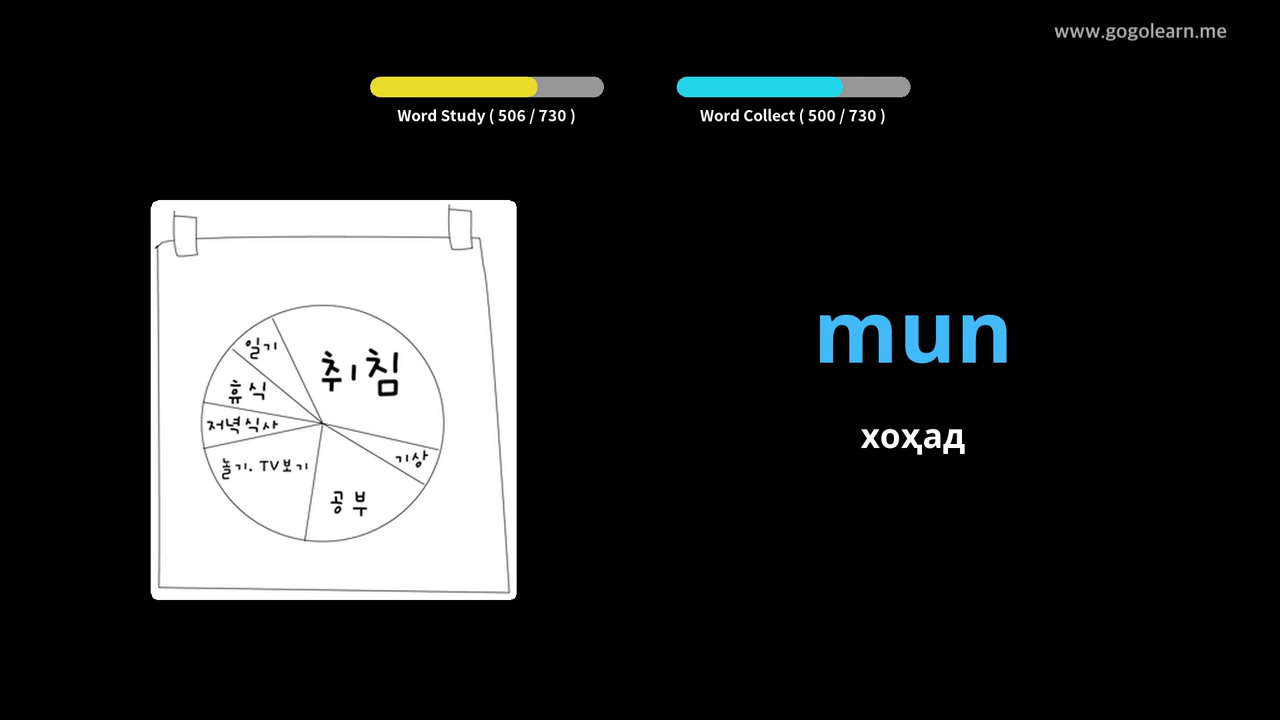 www.gogolearn.me
Word Study ( 506 / 730 )
Word Collect ( 500 / 730 )
일기
취침
휴식
저녁식사
기상
놀기. TV보기
공부
mun
хоҳад